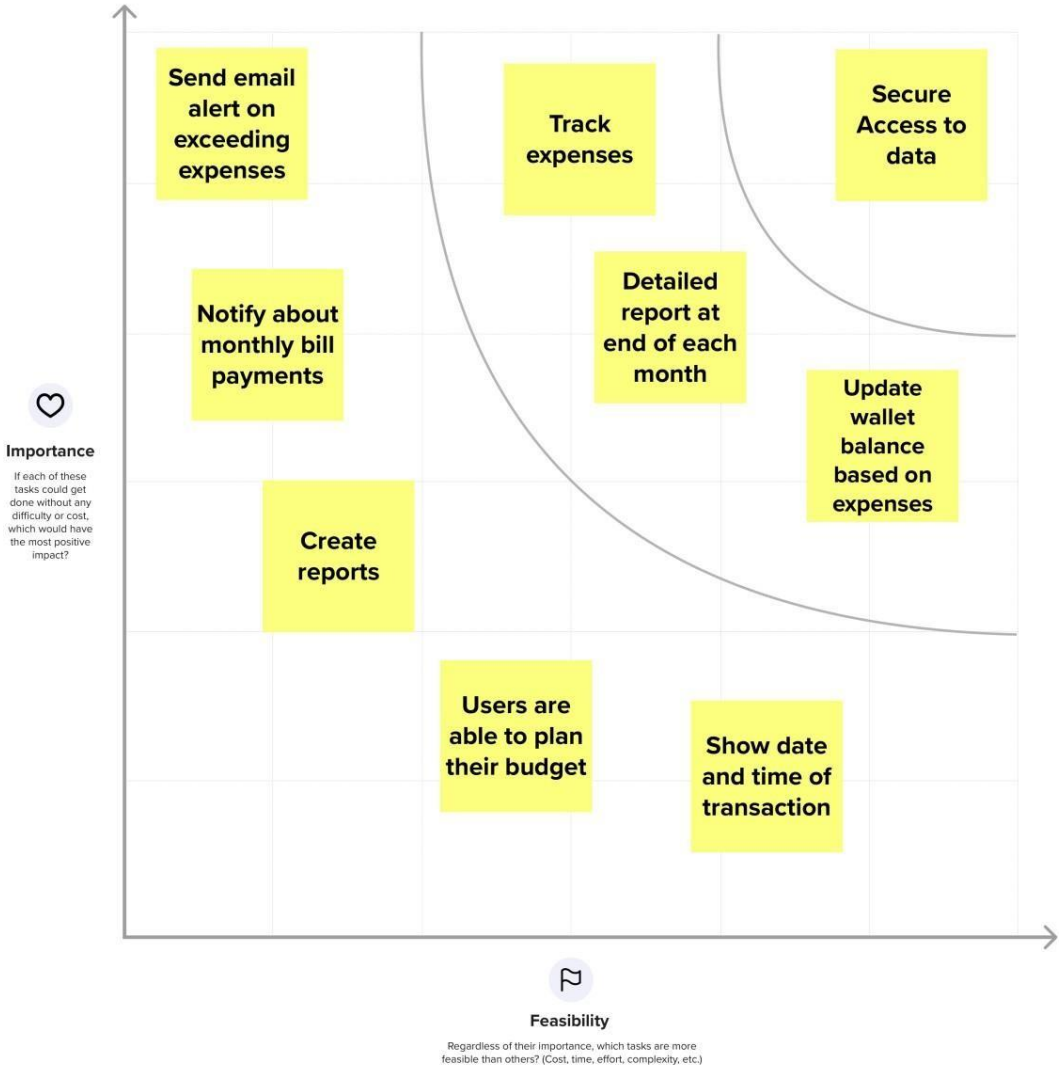 Send email
alert on
exceeding
expenses
Track
expenses
Secure
Access to
data
Notify about
monthly bill
payments
Detailed
report at
end of each
month
Update
wallet
balance
based on
expenses
Importance
If each of these
tasks could get
done without any
difficulty or cost,
which would have
the most positive
impact?
Create
reports
Users are
able to plan
their budget
Show date
and time of
transaction
Feasibility
Regardless of their importance, which tasks are more
feasible than others? (Cost, time, effort, complexity, etc.)